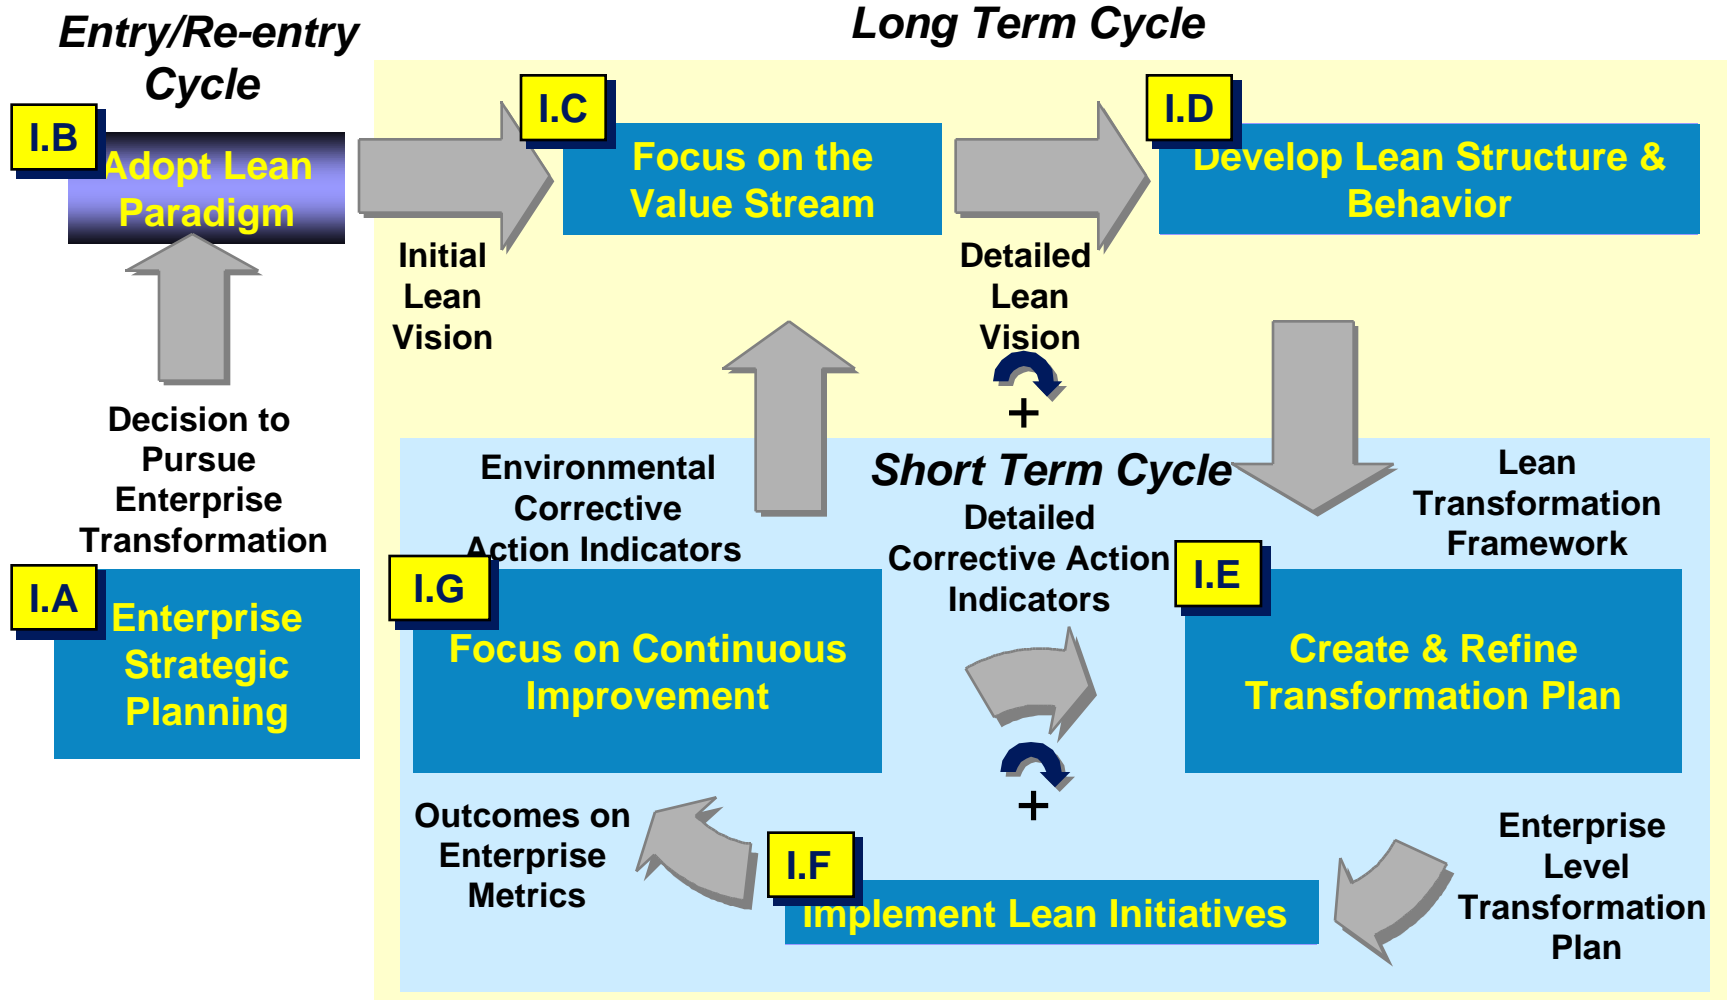 Entry/Re-entry
Cycle
Long Term Cycle
I.B
Adopt Lean
Paradigm
I.C
Focus on the
Value Stream
I.D
Develop Lean Structure &
Behavior
Initial
Lean
Vision
Detailed
Lean
Vision
+
Decision to
Pursue
Enterprise
Transformation
Environmental
Corrective
Action Indicators
Short Term Cycle
Detailed
Corrective Action
Indicators
Lean
Transformation
Framework
I.A
Enterprise
Strategic
Planning
I.G
Focus on Continuous
Improvement
I.E
Create & Refine
Transformation Plan
+
Outcomes on
Enterprise
Metrics
I.F
Implement Lean Initiatives
Enterprise
Level
Transformation
Plan